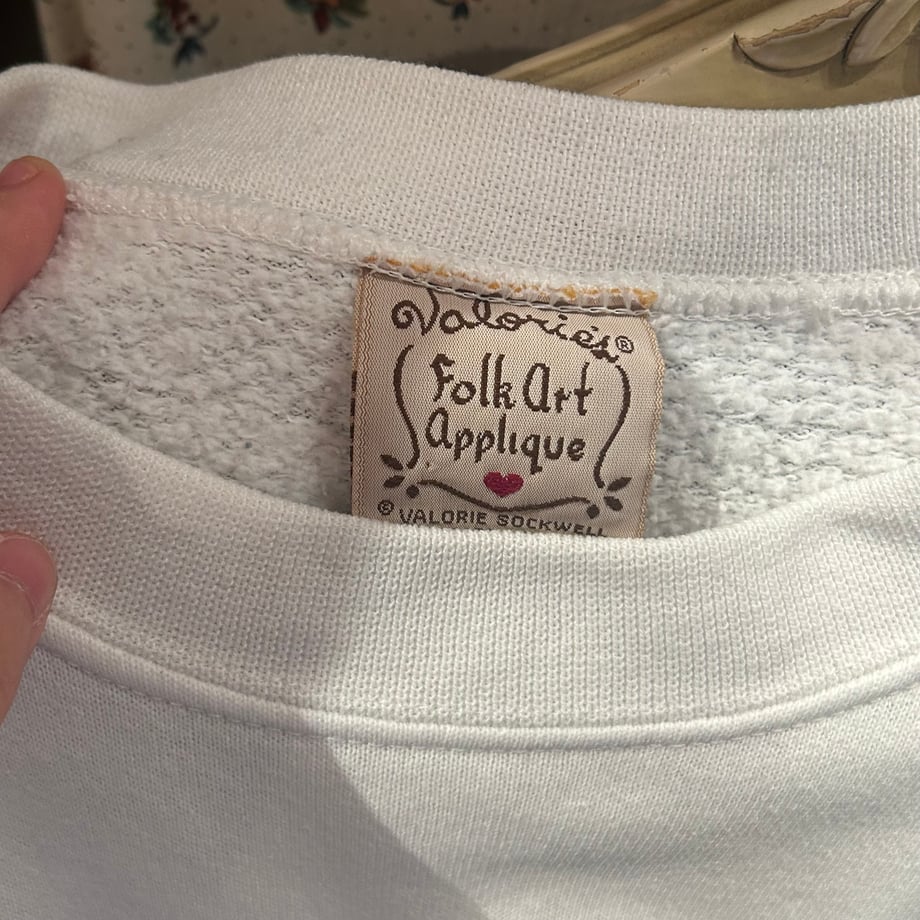 Valorie's®
Folk Art
Applique
© VALORIE SOCKWELL